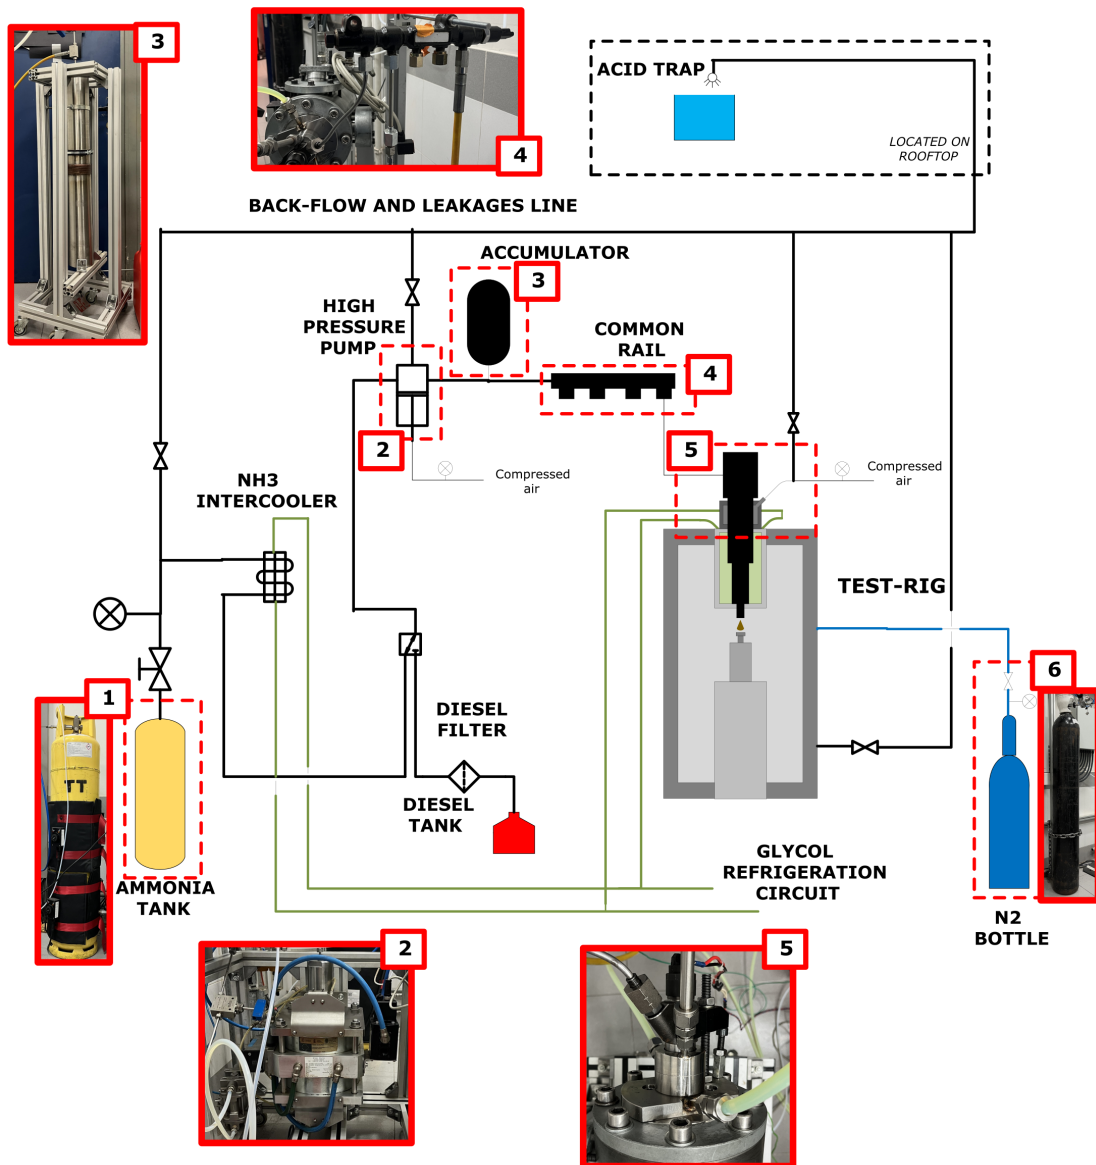 3
4
ACID TRAP
LOCATED ON
ROOFTOP
BACK-FLOW AND LEAKAGES LINE
ACCUMULATOR
3
HIGH
PRESSURE
PUMP
COMMON
RAIL
4
2
5
Compressed
air
Compressed
air
NH3
INTERCOOLER
TEST-RIG
1
TT
6
DIESEL
FILTER
DIESEL
TANK
AMMONIA
TANK
GLYCOL
REFRIGERATION
CIRCUIT
N2
BOTTLE
2
5